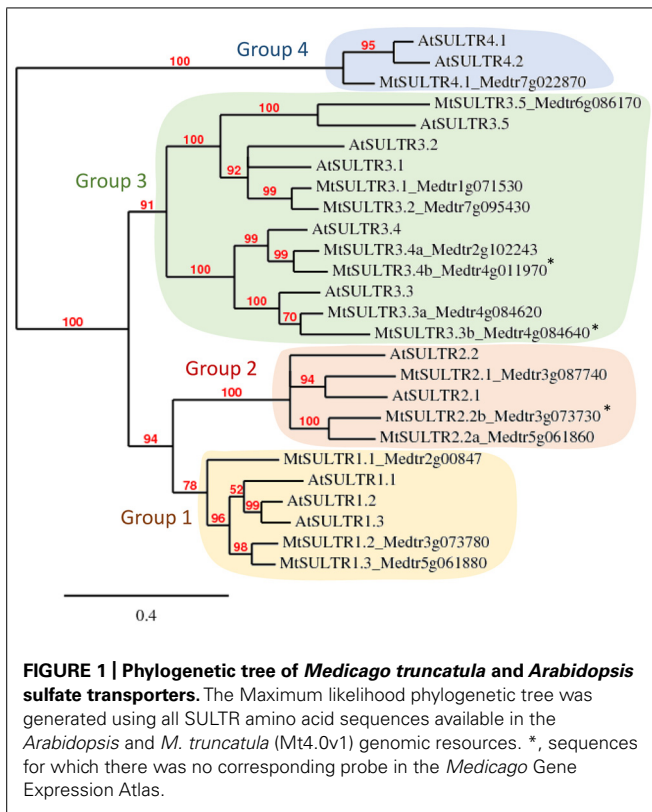 Group 4
100
95
AtSULTR4.1
AtSULTR4.2
MtSULTR4.1_Medtr7g022870
Group 3
91
100
100
MtSULTR3.5_Medtr6g086170
AtSULTR3.5
92
AtSULTR3.2
AtSULTR3.1
99
MtSULTR3.1_Medtr1g071530
MtSULTR3.2_Medtr7g095430
100
99
AtSULTR3.4
99
MtSULTR3.4a_Medtr2g102243
MtSULTR3.4b_Medtr4g011970*
100
AtSULTR3.3
70
MtSULTR3.3a_Medtr4g084620
MtSULTR3.3b_Medtr4g084640*
100
94
Group 2
100
AtSULTR2.2
94
MtSULTR2.1_Medtr3g087740
AtSULTR2.1
100
MtSULTR2.2b_Medtr3g073730*
MtSULTR2.2a_Medtr5g061860
Group 1
78
MtSULTR1.1_Medtr2g00847
96
52
AtSULTR1.1
99
AtSULTR1.2
AtSULTR1.3
98
MtSULTR1.2_Medtr3g073780
MtSULTR1.3_Medtr5g061880
0.4
FIGURE 1 | Phylogenetic tree of Medicago truncatula and Arabidopsis
sulfate transporters. The Maximum likelihood phylogenetic tree was
generated using all SULTR amino acid sequences available in the
Arabidopsis and M. truncatula (Mt4.0v1) genomic resources. *, sequences
for which there was no corresponding probe in the Medicago Gene
Expression Atlas.